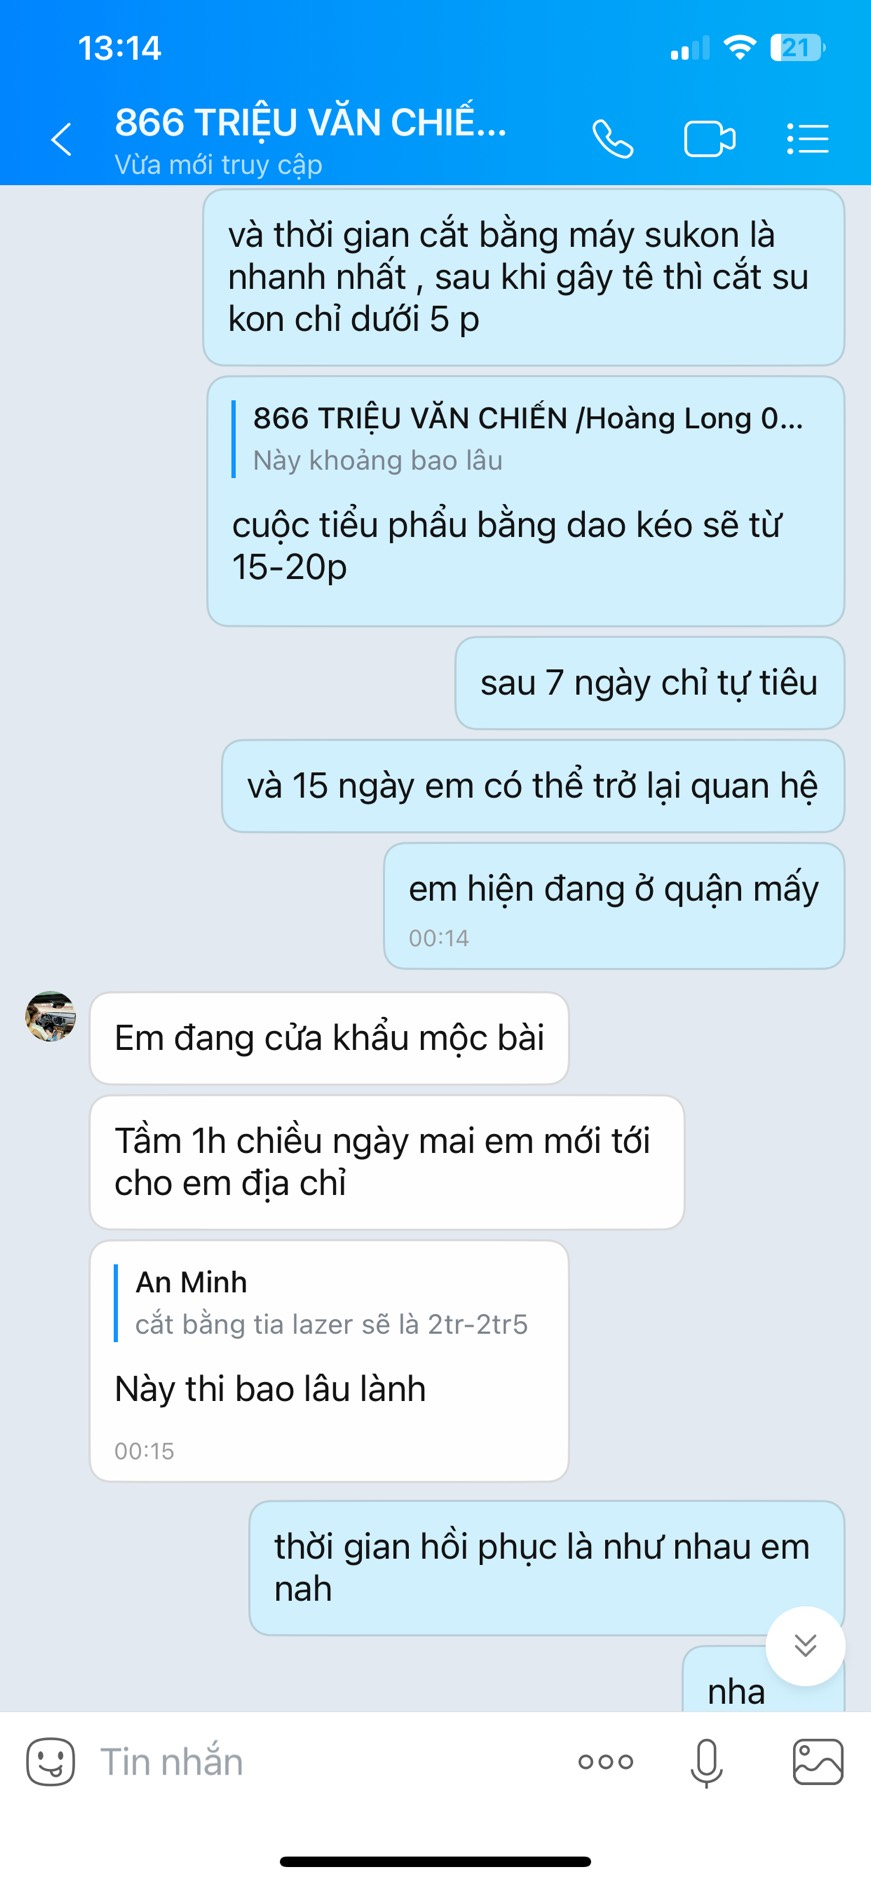 13:14
21
866 TRIỆU VĂN CHIẾ...
Vừa mới truy cập
và thời gian cắt bằng máy sukon là
nhanh nhất , sau khi gây tê thì cắt su
kon chỉ dưới 5 p
866 TRIỆU VĂN CHIẾN /Hoàng Long 0...
Này khoảng bao lâu
cuộc tiểu phẩu bằng dao kéo sẽ từ
15-20p
sau 7 ngày chỉ tự tiêu
và 15 ngày em có thể trở lại quan hệ
em hiện đang ở quận mấy
00:14
Em đang cửa khẩu mộc bài
Tầm 1h chiều ngày mai em mới tới
cho em địa chỉ
An Minh
cắt bằng tia lazer sẽ là 2tr-2tr5
Này thi bao lâu lành
00:15
thời gian hồi phục là như nhau em
nah
nha
Tin nhắn